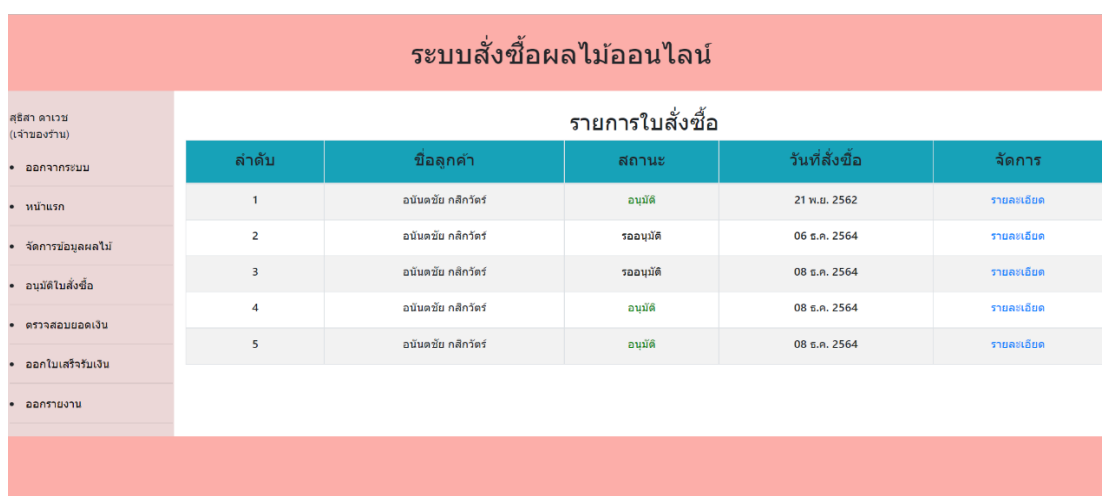 ระบบสั่งซื้อผลไม้ออนไลน์
สุธิสา ดาเวช
(เจ้าของร้าน)
• ออกจากระบบ
• หน้าแรก
• จัดการข้อมูลผลไม้
• อนุมัติใบสั่งซื้อ
• ตรวจสอบยอดเงิน
• ออกใบเสร็จรับเงิน
• ออกรายงาน
รายการใบสั่งซื้อ
ลำดับ ชื่อลูกค้า สถานะ วันที่สั่งซื้อ จัดการ
1 อนันตชัย กสิกวัตร์ อนุมัติ 21 พ.ย. 2562 รายละเอียด
2 อนันตชัย กสิกวัตร์ รออนุมัติ 06 ธ.ค. 2564 รายละเอียด
3 อนันตชัย กสิกวัตร์ รออนุมัติ 08 ธ.ค. 2564 รายละเอียด
4 อนันตชัย กสิกวัตร์ อนุมัติ 08 ธ.ค. 2564 รายละเอียด
5 อนันตชัย กสิกวัตร์ อนุมัติ 08 ธ.ค. 2564 รายละเอียด